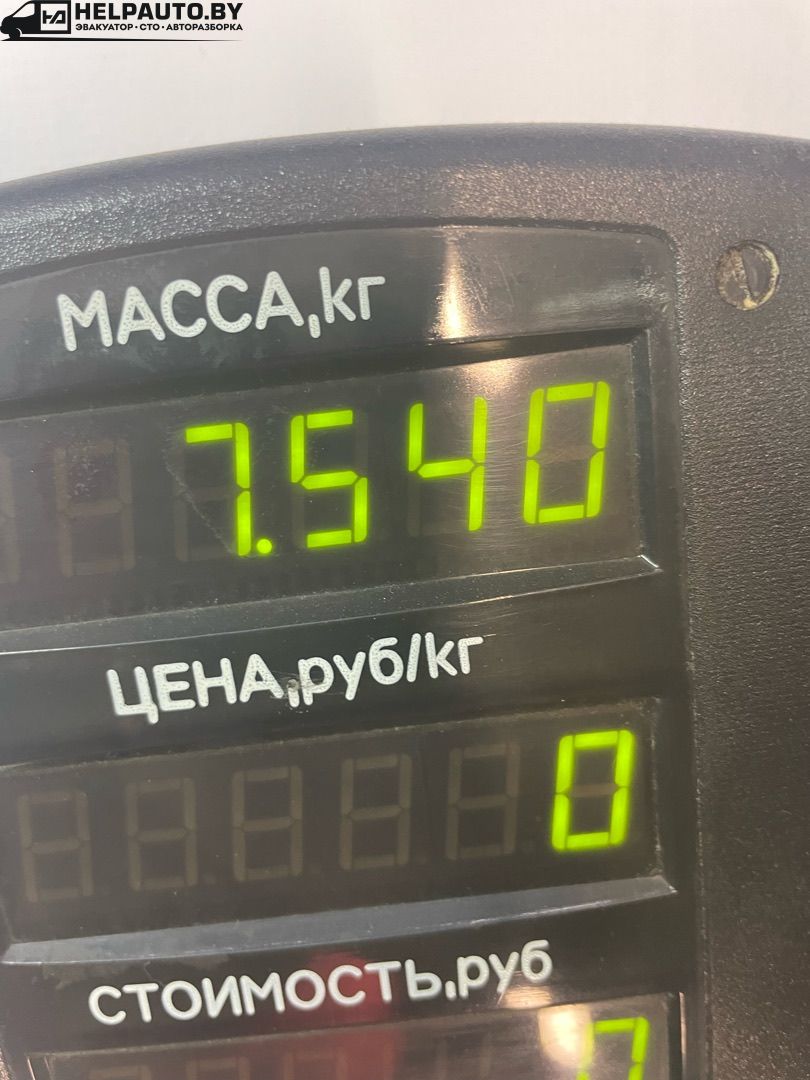 HELPAUTO.BY
ЭВАКУАТОР • СТО • АВТОРАЗБОРКА
МАССА,кг
7.540
ЦЕНА,руб/кг
0
СТОИМОСТЬ,руб